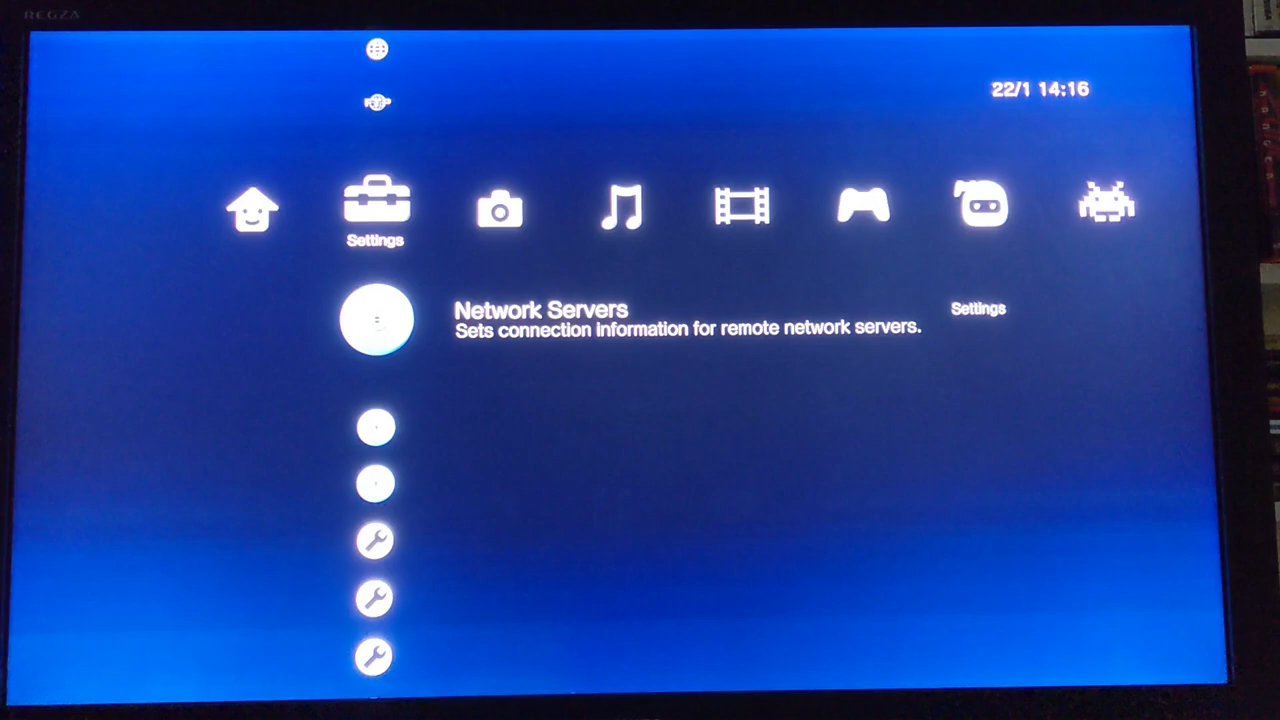 REGZA
22/1 14:16
Settings
Network Servers
Settings
Sets connection information for remote network servers.